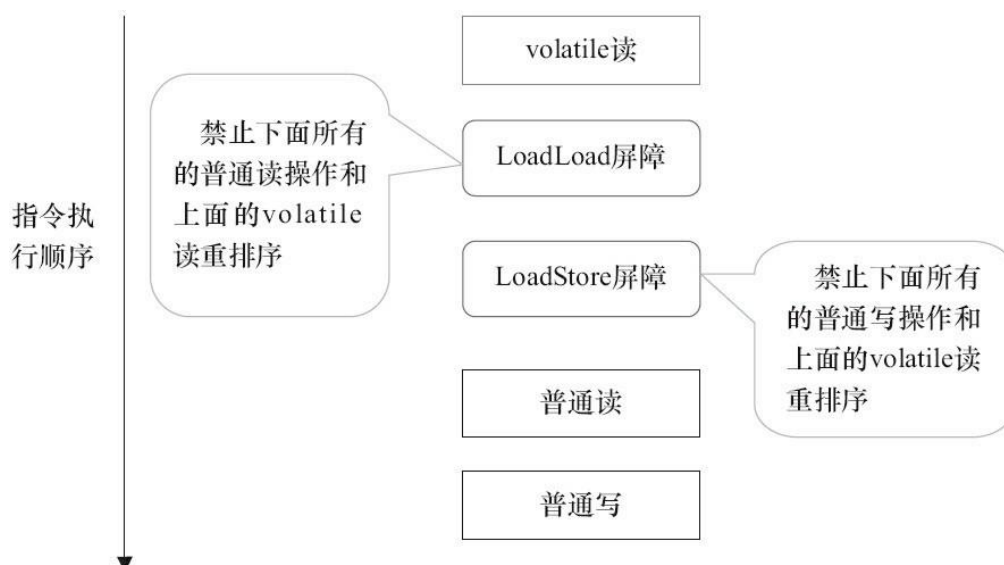 volatile读
禁止下面所有
的普通读操作和
上面的volatile
读重排序
LoadLoad屏障
指令执
行顺序
LoadStore屏障
禁止下面所有
的普通写操作和
上面的volatile读
重排序
普通读
普通写